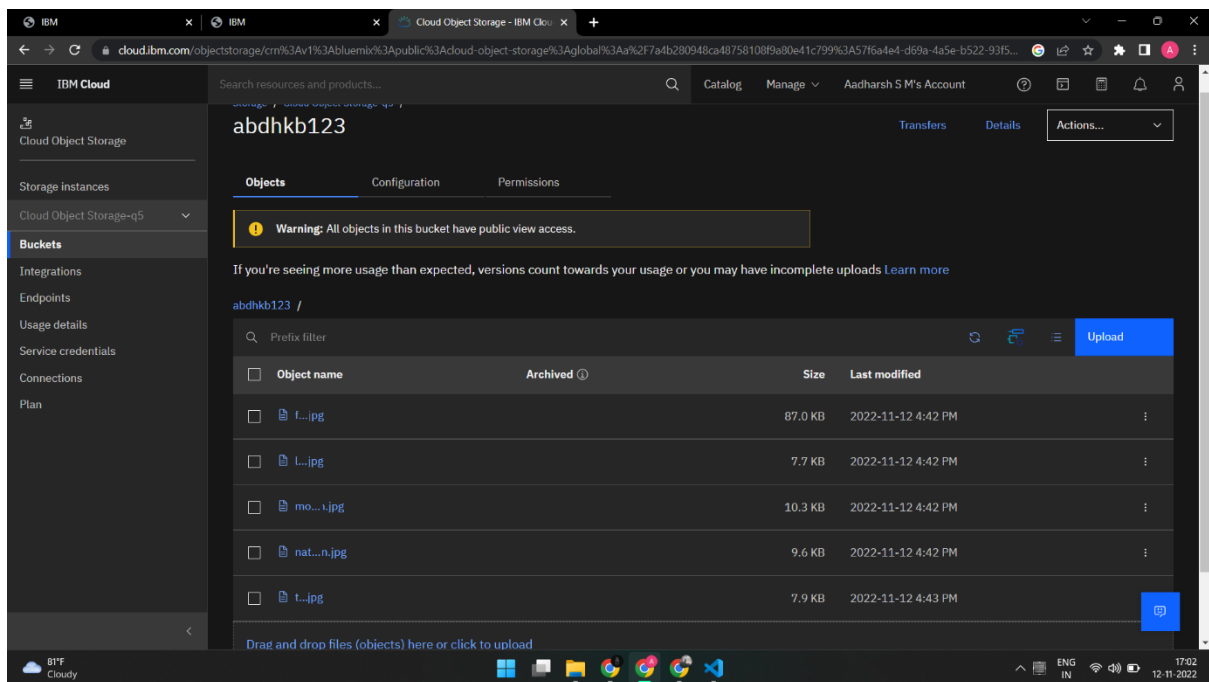 IBM
IBM
Cloud Object Storage - IBM Clou
cloud.ibm.com/objectstorage/crn%3Av1%3Abluemix%3Apublic%3Acloud-object-storage%3Aglobal%3Aa%2F7a4b280948ca48758108f9a80e41c799%3A57f6a4e4-d69a-4a5e-b522-93f5...
IBM Cloud
Search resources and products...
Catalog
Manage
Aadharsh S M's Account
Storage / Cloud Object Storage-q5 /
Cloud Object Storage
abdhkb123
Transfers
Details
Actions...
Storage instances
Cloud Object Storage-q5
Buckets
Integrations
Endpoints
Usage details
Service credentials
Connections
Plan
Objects
Configuration
Permissions
Warning: All objects in this bucket have public view access.
If you're seeing more usage than expected, versions count towards your usage or you may have incomplete uploads Learn more
abdhkb123 /
Prefix filter
Upload
Object name Archived Size Last modified
f...jpg 87.0 KB 2022-11-12 4:42 PM
l...jpg 7.7 KB 2022-11-12 4:42 PM
mo... .jpg 10.3 KB 2022-11-12 4:42 PM
nat...n.jpg 9.6 KB 2022-11-12 4:42 PM
t...jpg 7.9 KB 2022-11-12 4:43 PM
Drag and drop files (objects) here or click to upload
81°F
Cloudy
ENG
IN
17:02
12-11-2022